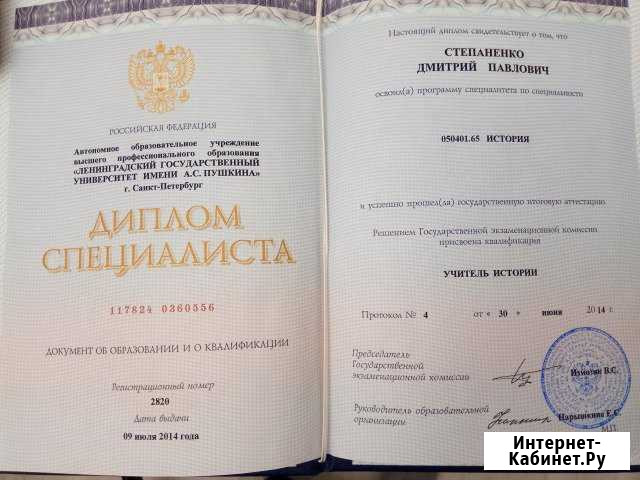 РОССИЙСКАЯ ФЕДЕРАЦИЯ
Автономное образовательное учреждение
высшего профессионального образования
«ЛЕНИНГРАДСКИЙ ГОСУДАРСТВЕННЫЙ
УНИВЕРСИТЕТ ИМЕНИ А.С. ПУШКИНА»
г. Санкт-Петербург
ДИПЛОМ
СПЕЦИАЛИСТА
117824 0360556
ДОКУМЕНТ ОБ ОБРАЗОВАНИИ И О КВАЛИФИКАЦИИ
Регистрационный номер
2820
Дата выдачи
09 июля 2014 года
Настоящий диплом свидетельствует о том, что
СТЕПАНЕНКО
ДМИТРИЙ ПАВЛОВИЧ
освоил(а) программу специалитета по специальности
050401.65 ИСТОРИЯ
и успешно прошел(ла) государственную итоговую аттестацию
Решением Государственной экзаменационной комиссии
присвоена квалификация
УЧИТЕЛЬ ИСТОРИИ
Протокол № 4 от « 30 » июня 2014 г.
Председатель
Государственной
экзаменационной комиссии
Измозик В.С.
Руководитель образовательной
организации
Нарышкина Е.С.
М.П.
Интернет-
Кабинет.Ру